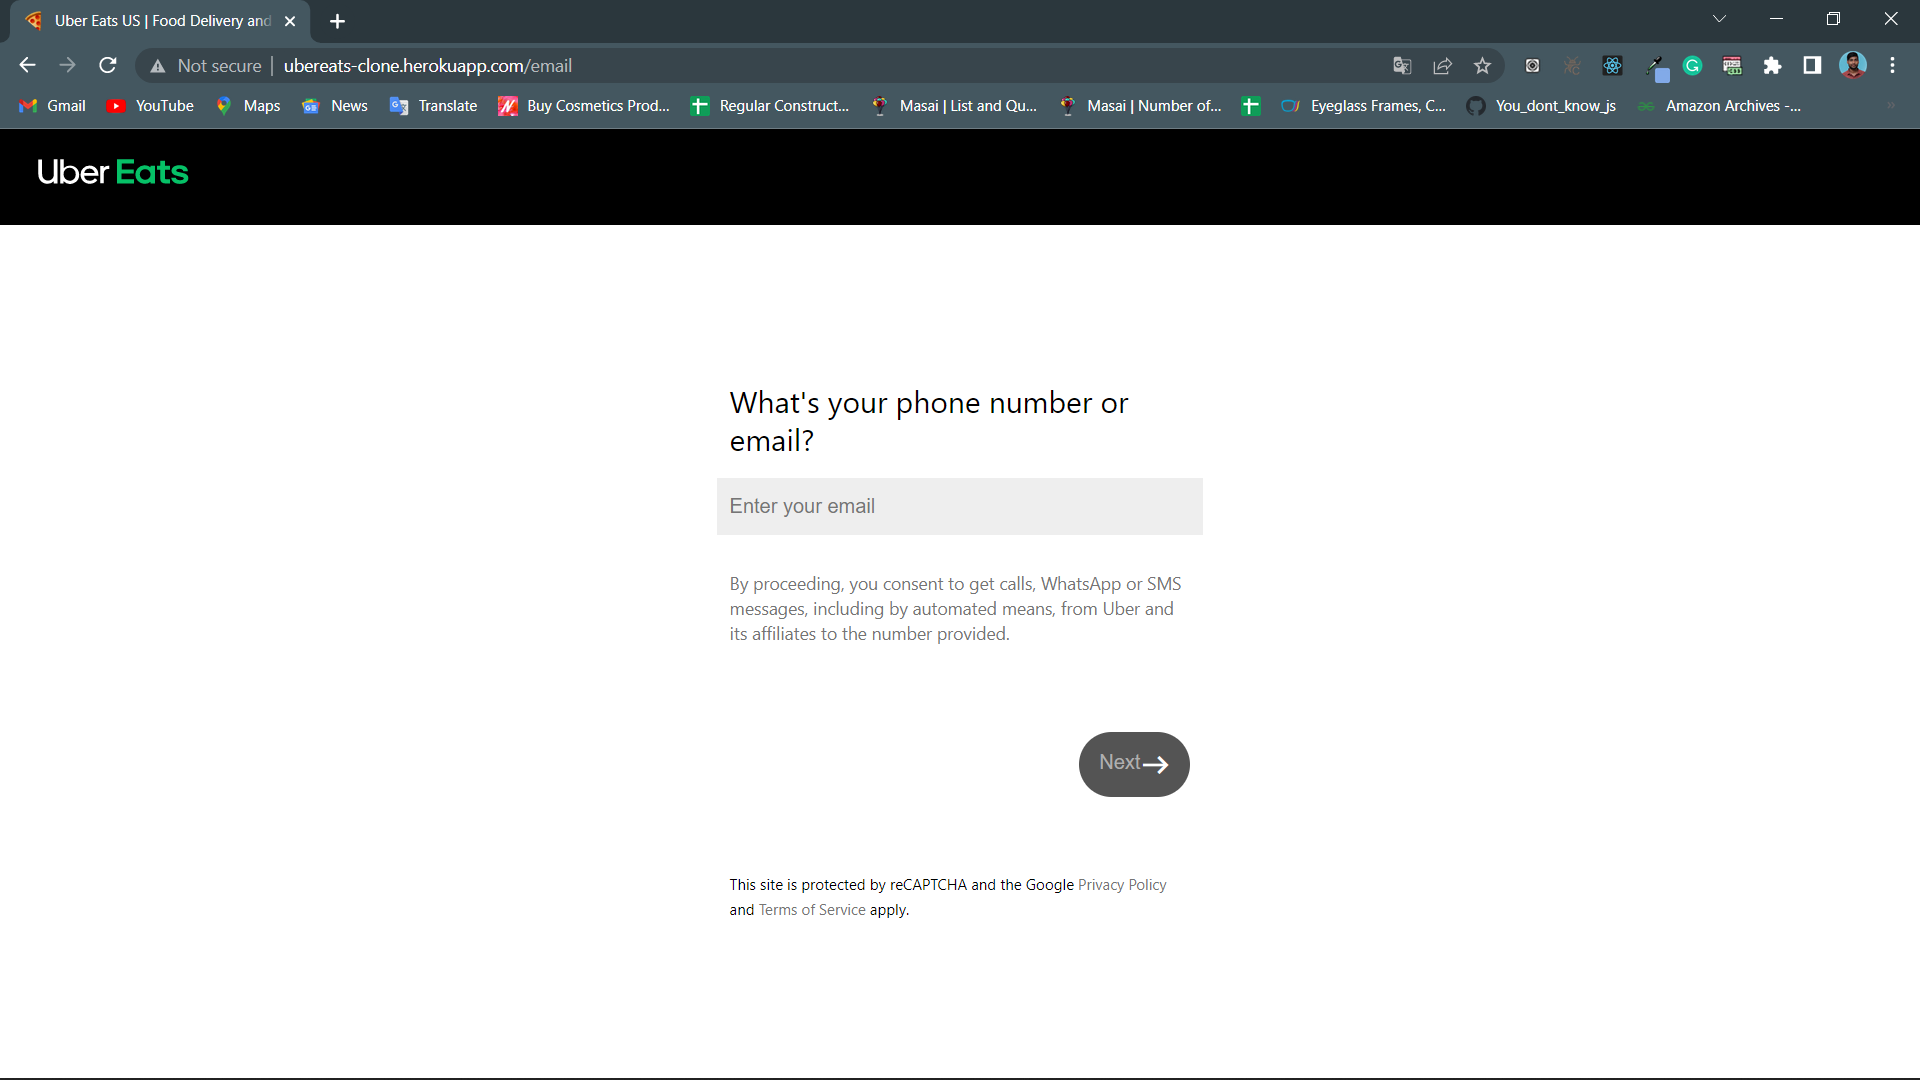 Uber Eats US | Food Delivery and
Not secure | ubereats-clone.herokuapp.com/email
Gmail YouTube Maps News Translate Buy Cosmetics Prod... Regular Construct... Masai | List and Qu... Masai | Number of... Eyeglass Frames, C... You_dont_know_js Amazon Archives -...
Uber Eats
What's your phone number or
email?
Enter your email
By proceeding, you consent to get calls, WhatsApp or SMS
messages, including by automated means, from Uber and
its affiliates to the number provided.
Next
This site is protected by reCAPTCHA and the Google Privacy Policy
and Terms of Service apply.